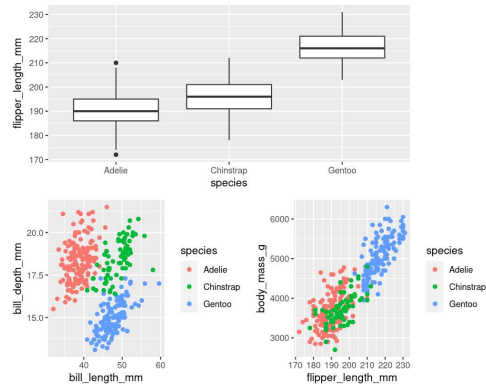 flipper_length_mm
230
220
210
200
190
180
170
Adelie
Chinstrap
Gentoo
species
bill_depth_mm
20.0
17.5
15.0
40
50
60
bill_length_mm
species
Adelie
Chinstrap
Gentoo
body_mass_g
6000
5000
4000
3000
170
180
190
200
210
220
230
flipper_length_mm
species
Adelie
Chinstrap
Gentoo